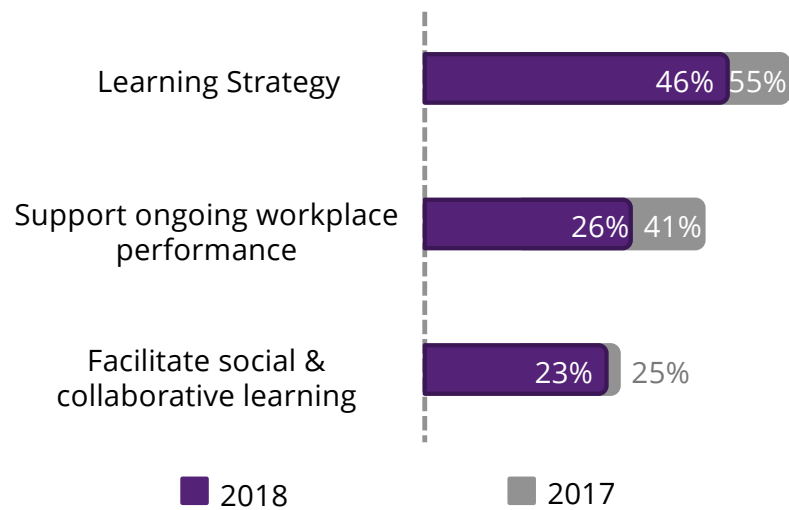 Learning Strategy
46% 55%
Support ongoing workplace
performance
26% 41%
Facilitate social &
collaborative learning
23% 25%
2018 2017